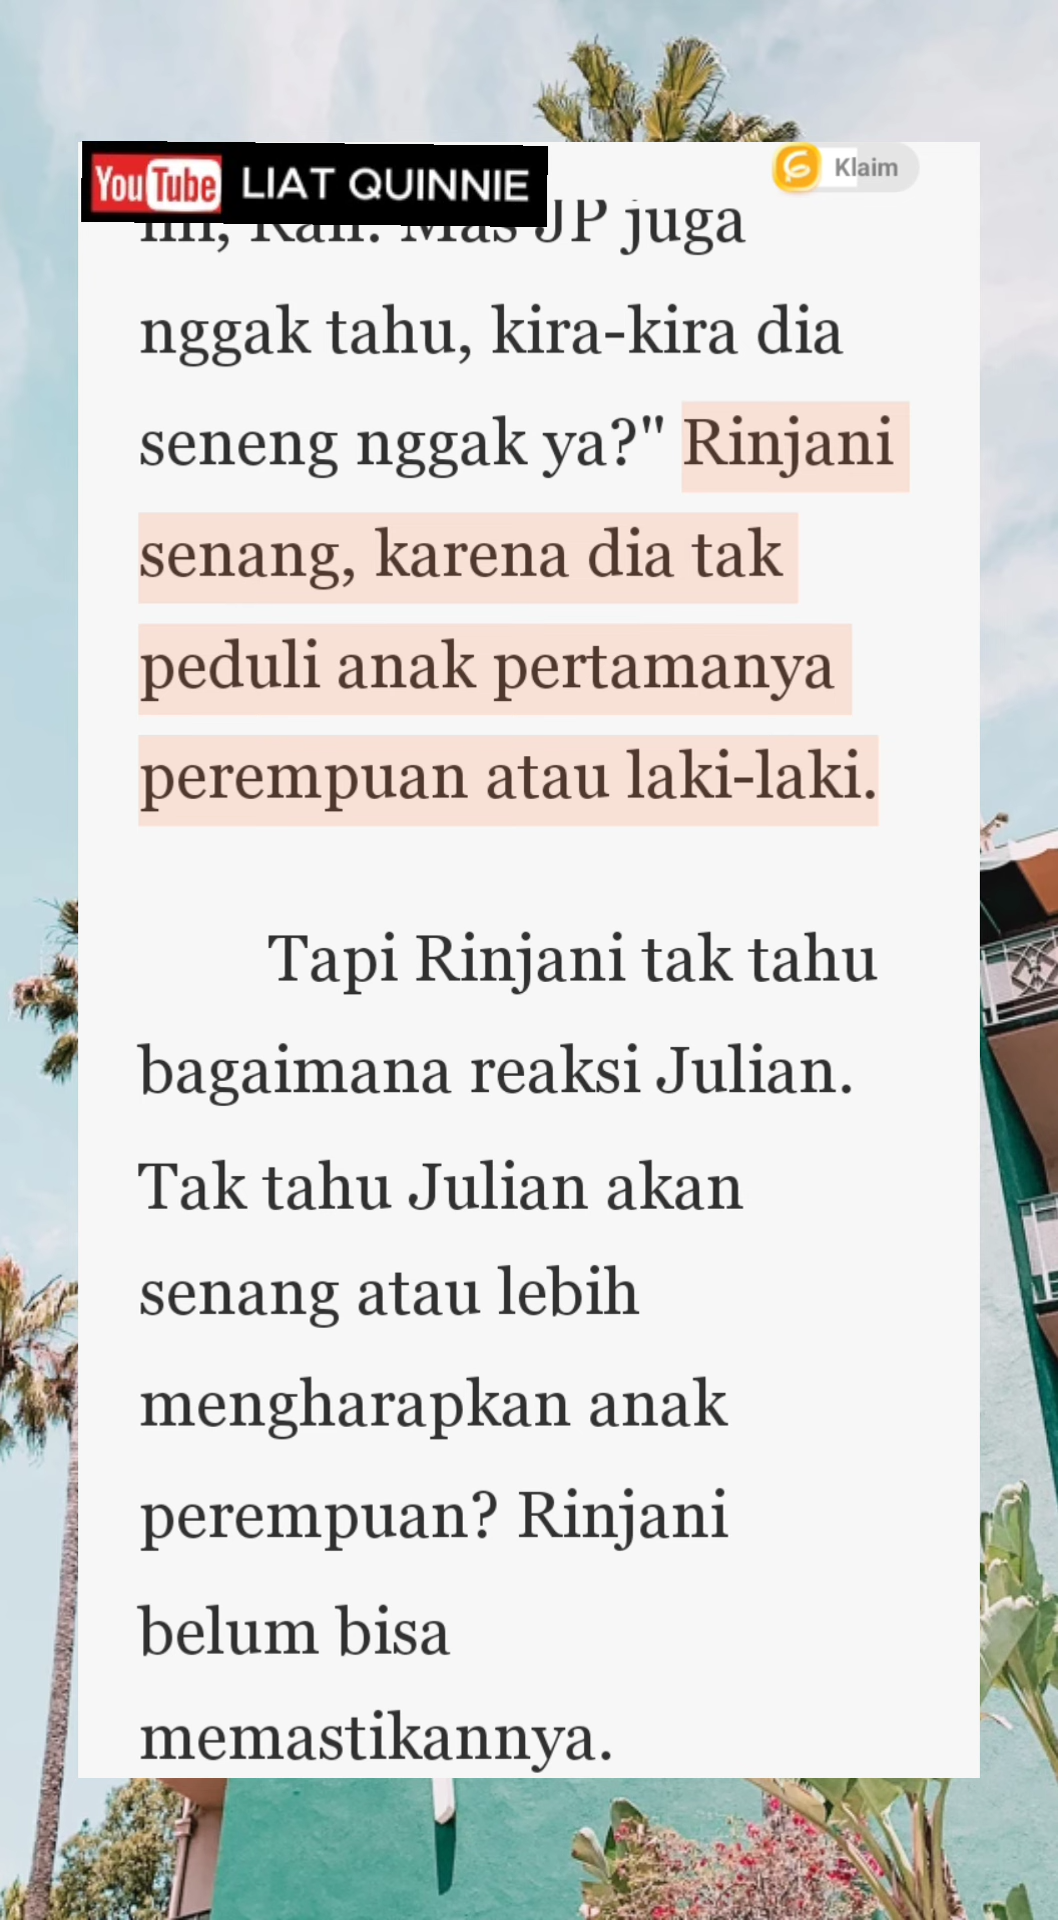 YouTube LIAT QUINNIE
Klaim
JP juga
nggak tahu, kira-kira dia
seneng nggak ya?" Rinjani
senang, karena dia tak
peduli anak pertamanya
perempuan atau laki-laki.
Tapi Rinjani tak tahu
bagaimana reaksi Julian.
Tak tahu Julian akan
senang atau lebih
mengharapkan anak
perempuan? Rinjani
belum bisa
memastikannya.